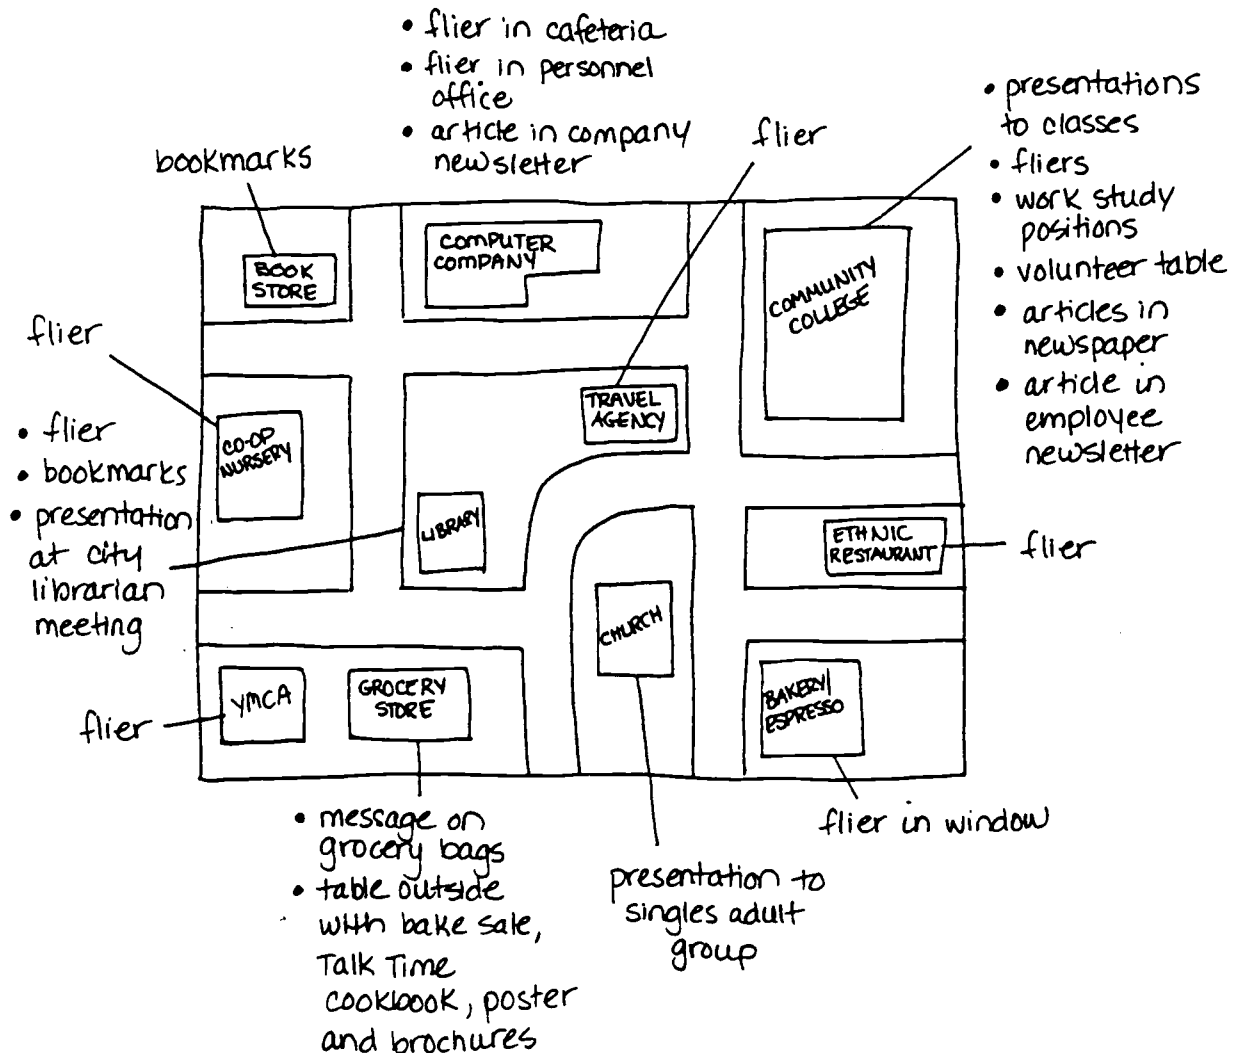 • flier in cafeteria
• flier in personnel
office
• article in company
newsletter
flier
• presentations
to classes
• fliers
• work study
positions
• volunteer table
• articles in
newspaper
• article in
employee
newsletter
bookmarks
BOOK
STORE
COMPUTER
COMPANY
COMMUNITY
COLLEGE
flier
TRAVEL
AGENCY
CO-OP
NURSERY
• flier
• bookmarks
• presentation
at city
librarian
meeting
LIBRARY
ETHNIC
RESTAURANT
flier
CHURCH
YMCA
flier
GROCERY
STORE
BAKERY/
ESPRESSO
flier in window
• message on
grocery bags
• table outside
with bake sale,
Talk Time
cookbook, poster
and brochures
presentation to
singles adult
group